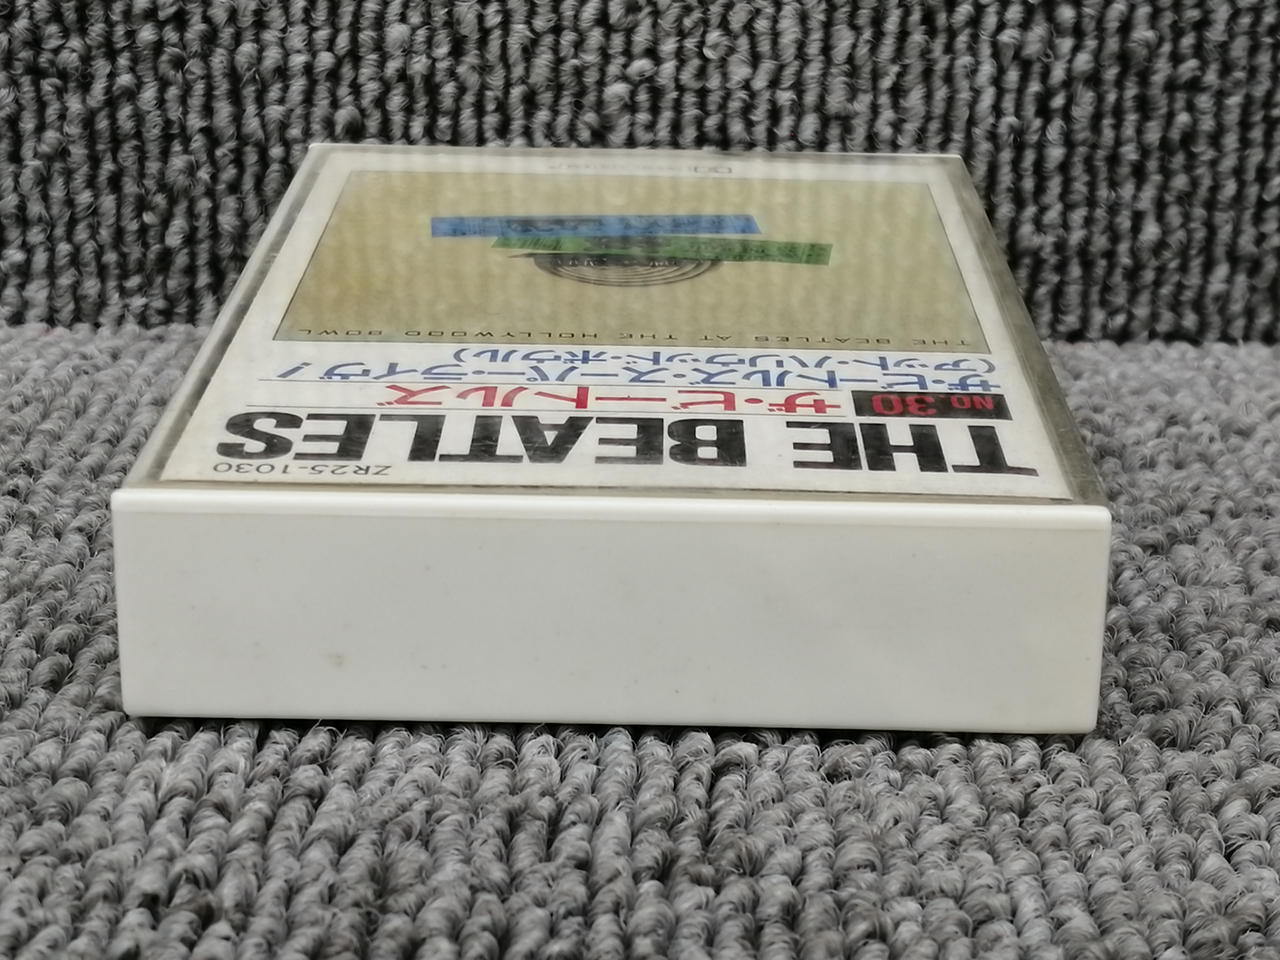 ZR25-1030
THE BEATLES
NO.30 ザ・ビートルズ
ザ・ビートルズ・スーパー・ライヴ!
(アット・ハリウッド・ボウル)
THE BEATLES AT THE HOLLYWOOD BOWL